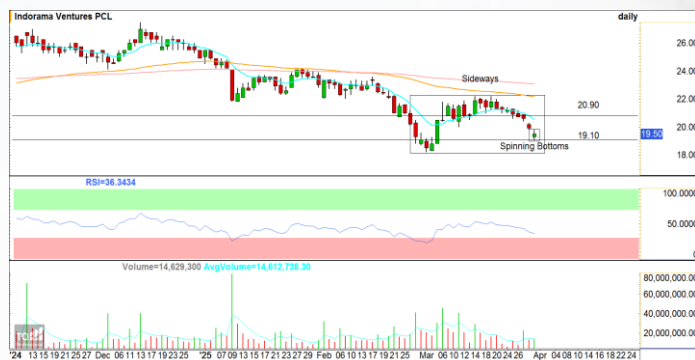 Indorama Ventures PCL daily
26.00
Sideways
24.00
22.00
20.90
20.00
19.50
19.10
Spinning Bottoms
18.00
RSI=36.3434
100.0000
50.0000
0
Volume=14,629,300 AvgVolume=14,612,738.30
80,000,000.00
60,000,000.00
40,000,000.00
20,000,000.00
'24 13 15 19 21 25 27 Dec 06 11 13 17 19 23 25 '25 07 09 13 15 17 21 23 27 29 Feb 06 11 13 17 19 21 25 Mar 06 10 12 14 18 20 24 26 Apr 04 08 10 14 16 18 22 24